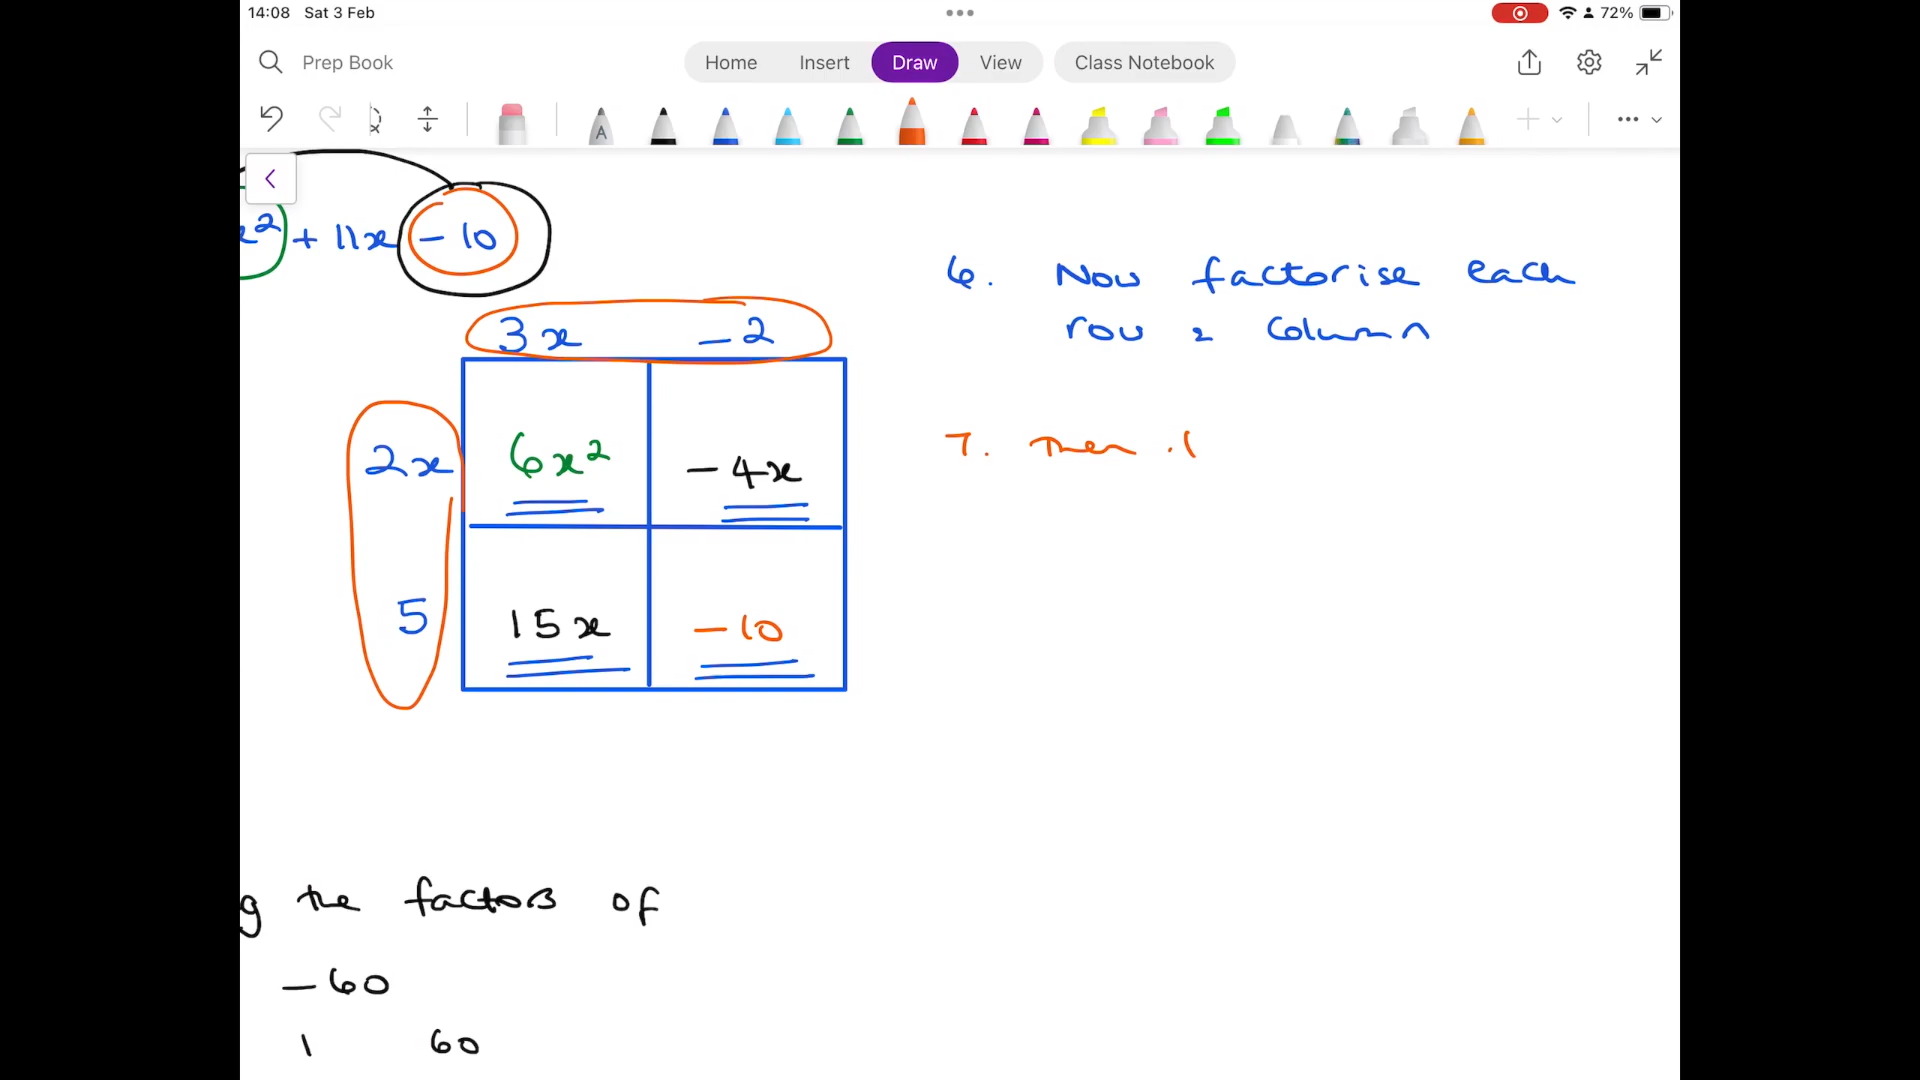 14:08 Sat 3 Feb
72%
Prep Book
Home Insert Draw View Class Notebook
A
x² + 11x - 10
3x - 2
2x 6x² - 4x
5 15x - 10
6. Now factorise each
row & column
7. Then
g the factors of
- 60
1 60